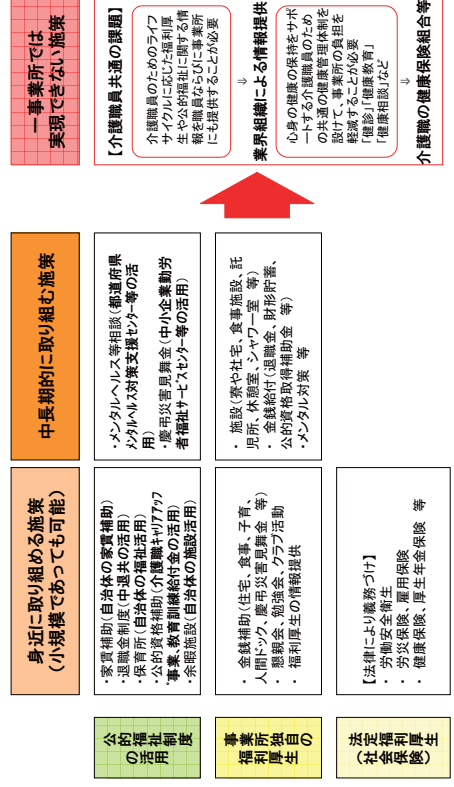 身近に取り組める施策
（小規模であっても可能）
中長期的に取り組む施策
一事業所では
実現できない施策
公的福祉制度
の活用
・家賃補助（自治体の家賃補助）
・退職金制度（中退共の活用）
・保育所（自治体の福祉活用）
・公的資格補助（介護職キャリアアップ
事業、教育訓練給付金の活用）
・余暇施設（自治体の施設活用）
・メンタルヘルス等相談（都道府県
メンタルヘルス対策支援センター等の活
用）
・慶弔災害見舞金（中小企業勤労
者福祉サービスセンター等の活用）
事業所独自の
福利厚生
・ 金銭補助（住宅、食事、子育、
人間ドック、慶弔災害見舞金 等）
・ 懇親会、勉強会、クラブ活動
・ 福利厚生の情報提供
・ 施設（寮や社宅、食事施設、託
児所、休憩室、シャワー室 等）
・ 金銭給付（退職金、財形貯蓄、
公的資格取得補助金 等）
・メンタル対策 等
法定福利厚生
（社会保険）
【法律により義務づけ】
・ 労働安全衛生
・ 労災保険、雇用保険
・ 健康保険、厚生年金保険 等
【介護職員共通の課題】
介護職員のためのライフ
サイクルに応じた福利厚
生や公的福祉に関する情
報を職員ならびに事業所
にも提供することが必要
⇓
業界組織による情報提供
心身の健康の保持をサポ
ートする介護職員のため
の共通の健康管理体制を
設けて、事業所の負担を
軽減することが必要
「健診」「健康教育」
「健康相談」など
⇓
介護職の健康保険組合等